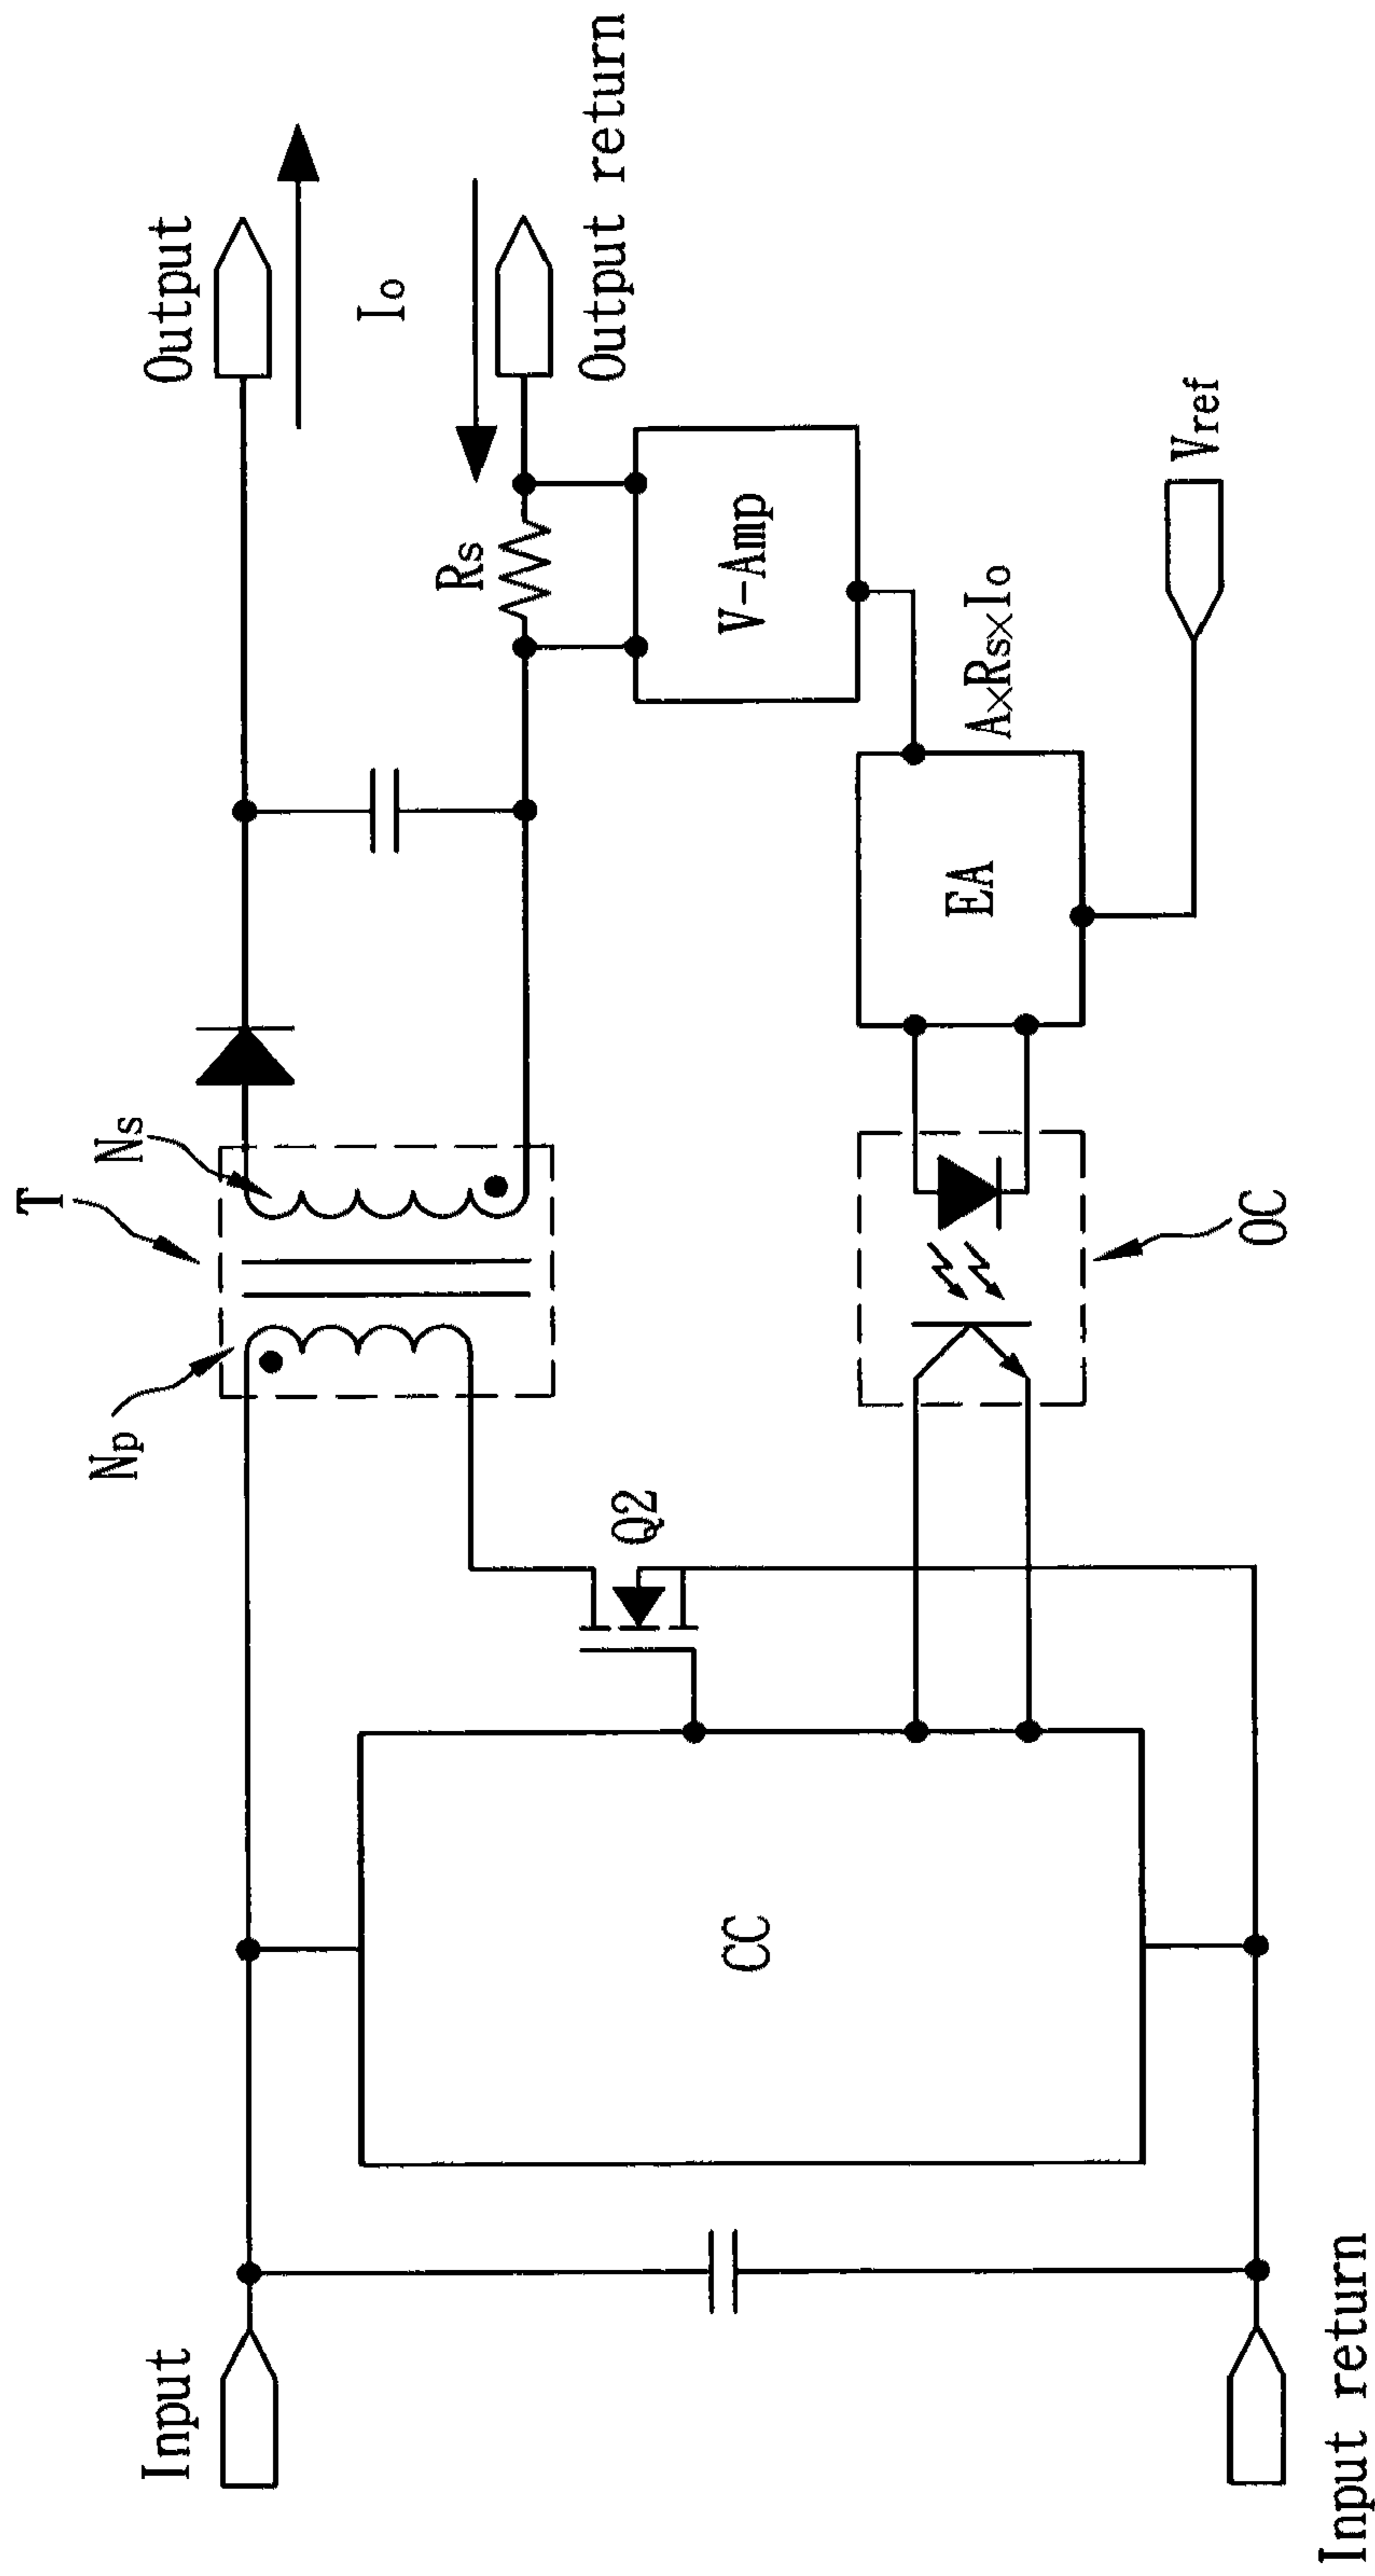 Input
Input return
CC
Q2
Np
T
Ns
OC
EA
A×Rs×Io
Vref
V-Amp
Rs
Io
Output
Output return